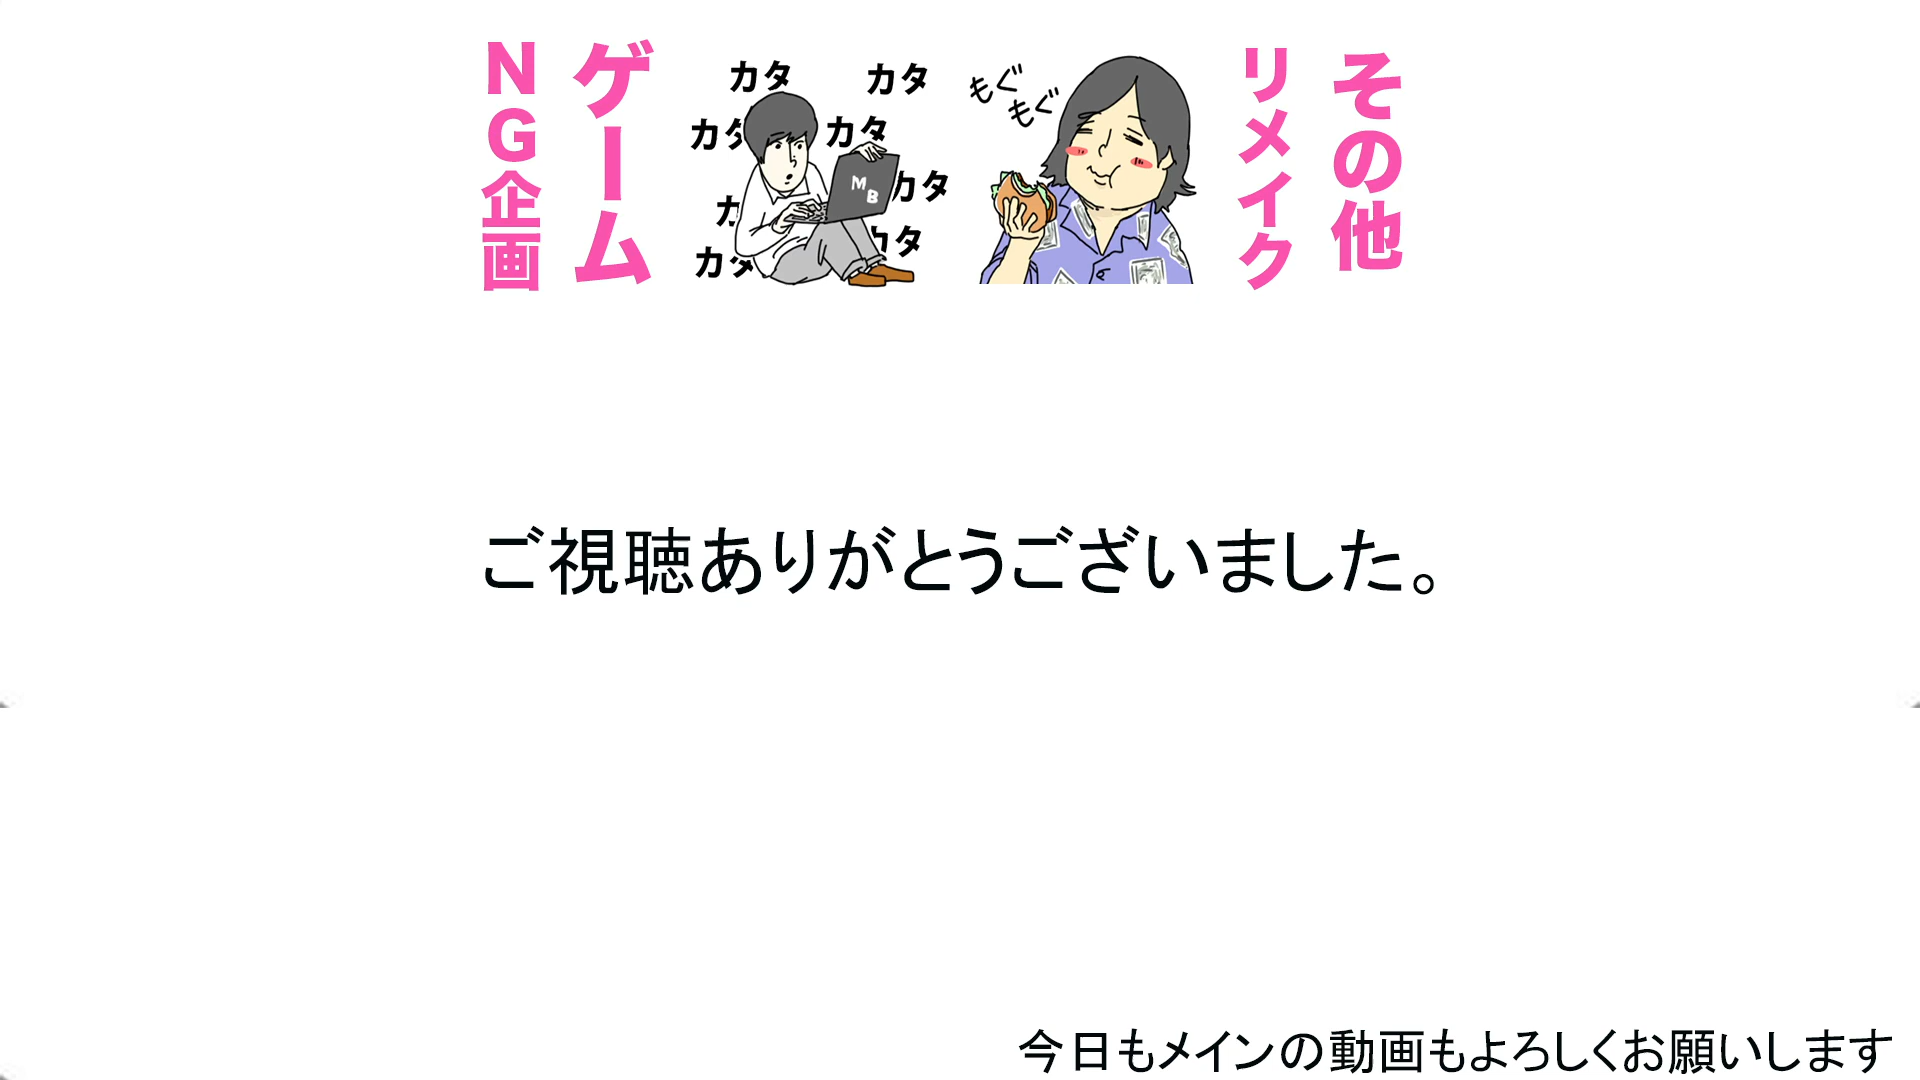 ゲーム
NG企画
カタ
カタ
カタ
カタ
カタ
カタ
カタ
MB
もぐ
もぐ
その他
リメイク
ご視聴ありがとうございました。
今日もメインの動画もよろしくお願いします